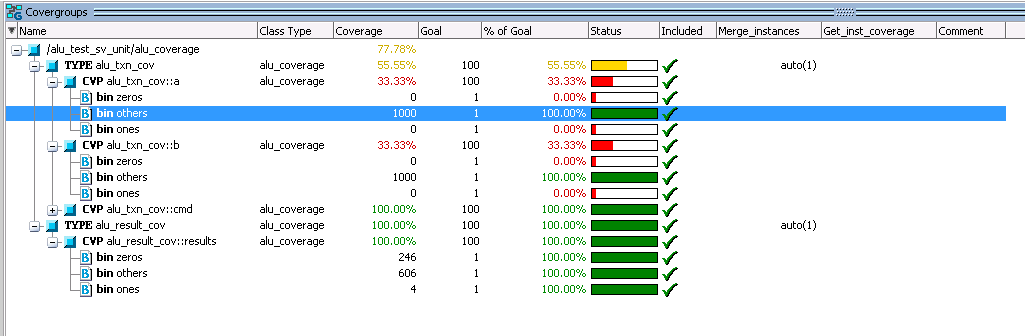 Covergroups
Name Class Type Coverage Goal % of Goal Status Included Merge_instances Get_inst_coverage Comment
/alu_test_sv_unit/alu_coverage 77.78%
TYPE alu_txn_cov alu_coverage 55.55% 100 55.55% auto(1)
CVP alu_txn_cov::a alu_coverage 33.33% 100 33.33%
B bin zeros 0 1 0.00%
B bin others 1000 1 100.00%
B bin ones 0 1 0.00%
CVP alu_txn_cov::b alu_coverage 33.33% 100 33.33%
B bin zeros 0 1 0.00%
B bin others 1000 1 100.00%
B bin ones 0 1 0.00%
CVP alu_txn_cov::cmd alu_coverage 100.00% 100 100.00%
TYPE alu_result_cov alu_coverage 100.00% 100 100.00% auto(1)
CVP alu_result_cov::results alu_coverage 100.00% 100 100.00%
B bin zeros 246 1 100.00%
B bin others 606 1 100.00%
B bin ones 4 1 100.00%